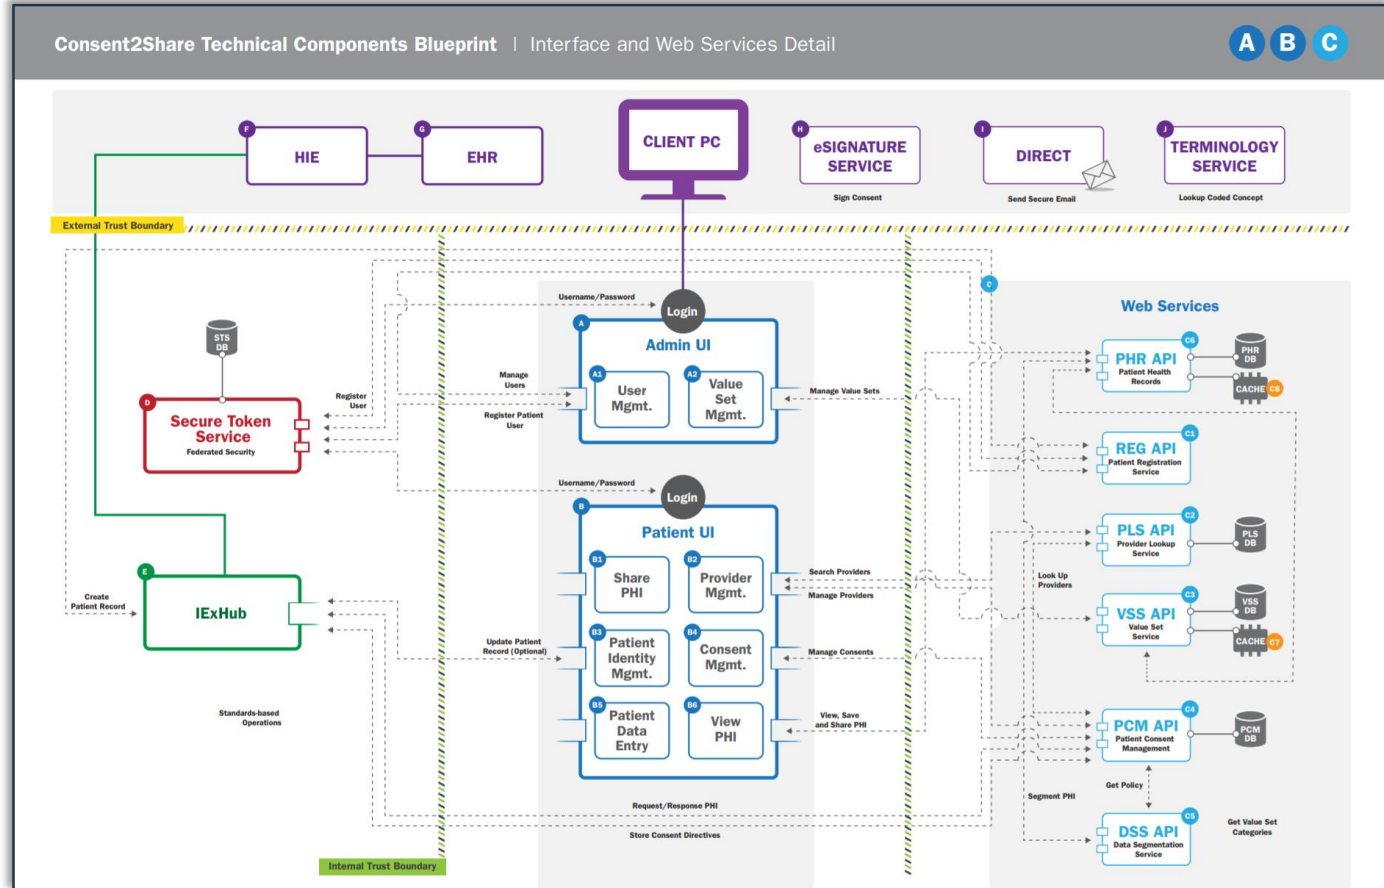 Consent2Share Technical Components Blueprint | Interface and Web Services Detail
A B C
F
HIE
G
EHR
CLIENT PC
H
eSIGNATURE
SERVICE
Sign Consent
I
DIRECT
Send Secure Email
J
TERMINOLOGY
SERVICE
Lookup Coded Concept
External Trust Boundary
STS
DB
D
Secure Token
Service
Federated Security
Register
User
Create
Patient Record
E
IExHub
Standards-based
Operations
Internal Trust Boundary
Username/Password
Login
A
Admin UI
Manage
Users
Register Patient
User
A1
User
Mgmt.
A2
Value
Set
Mgmt.
Manage Value Sets
Username/Password
Login
B
Patient UI
B1
Share
PHI
B2
Provider
Mgmt.
Search Providers
Manage Providers
Update Patient
Record (Optional)
B3
Patient
Identity
Mgmt.
B4
Consent
Mgmt.
Manage Consents
B5
Patient
Data
Entry
B6
View
PHI
View, Save
and Share PHI
Request/Response PHI
Store Consent Directives
C
Web Services
C6
PHR API
Patient Health
Records
PHR
DB
CACHE
C8
C1
REG API
Patient Registration
Service
C2
PLS API
Provider Lookup
Service
PLS
DB
Look Up
Providers
C3
VSS API
Value Set
Service
VSS
DB
CACHE
C7
C4
PCM API
Patient Consent
Management
PCM
DB
Get Policy
Segment PHI
C5
DSS API
Data Segmentation
Service
Get Value Set
Categories